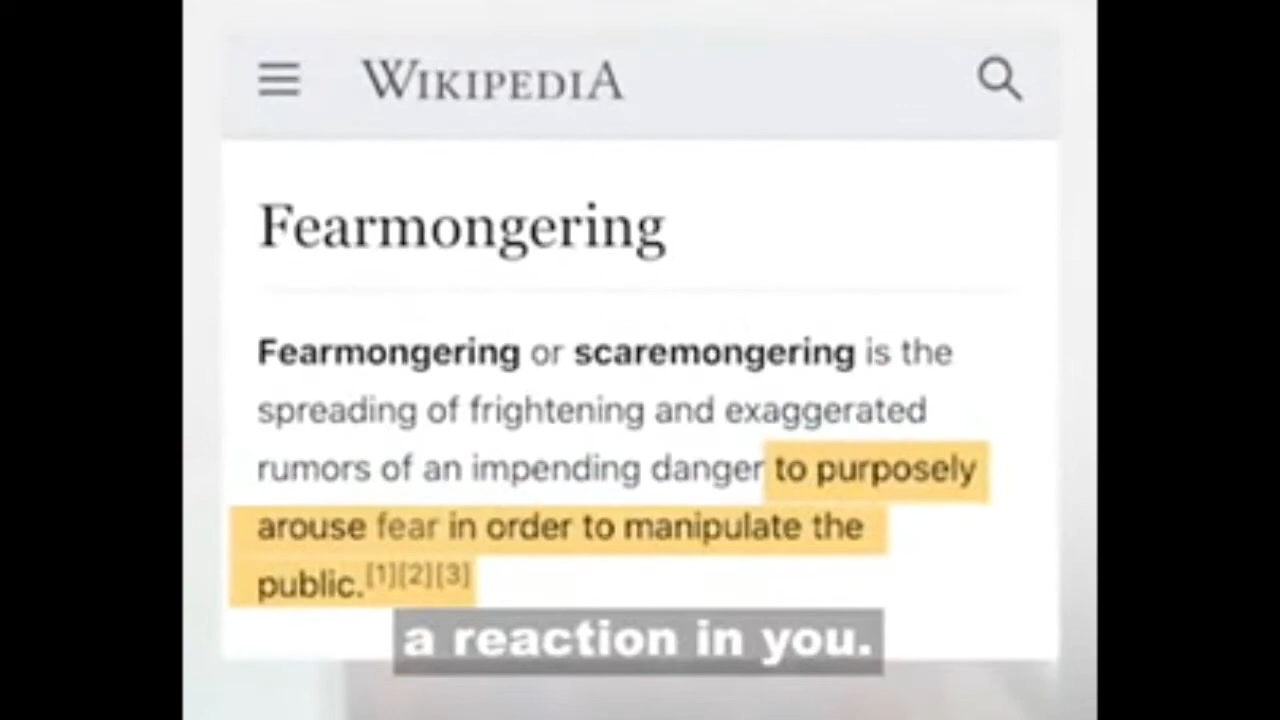 WIKIPEDIA
Fearmongering
Fearmongering or scaremongering is the
spreading of frightening and exaggerated
rumors of an impending danger to purposely
arouse fear in order to manipulate the
public.[1][2][3]
a reaction in you.